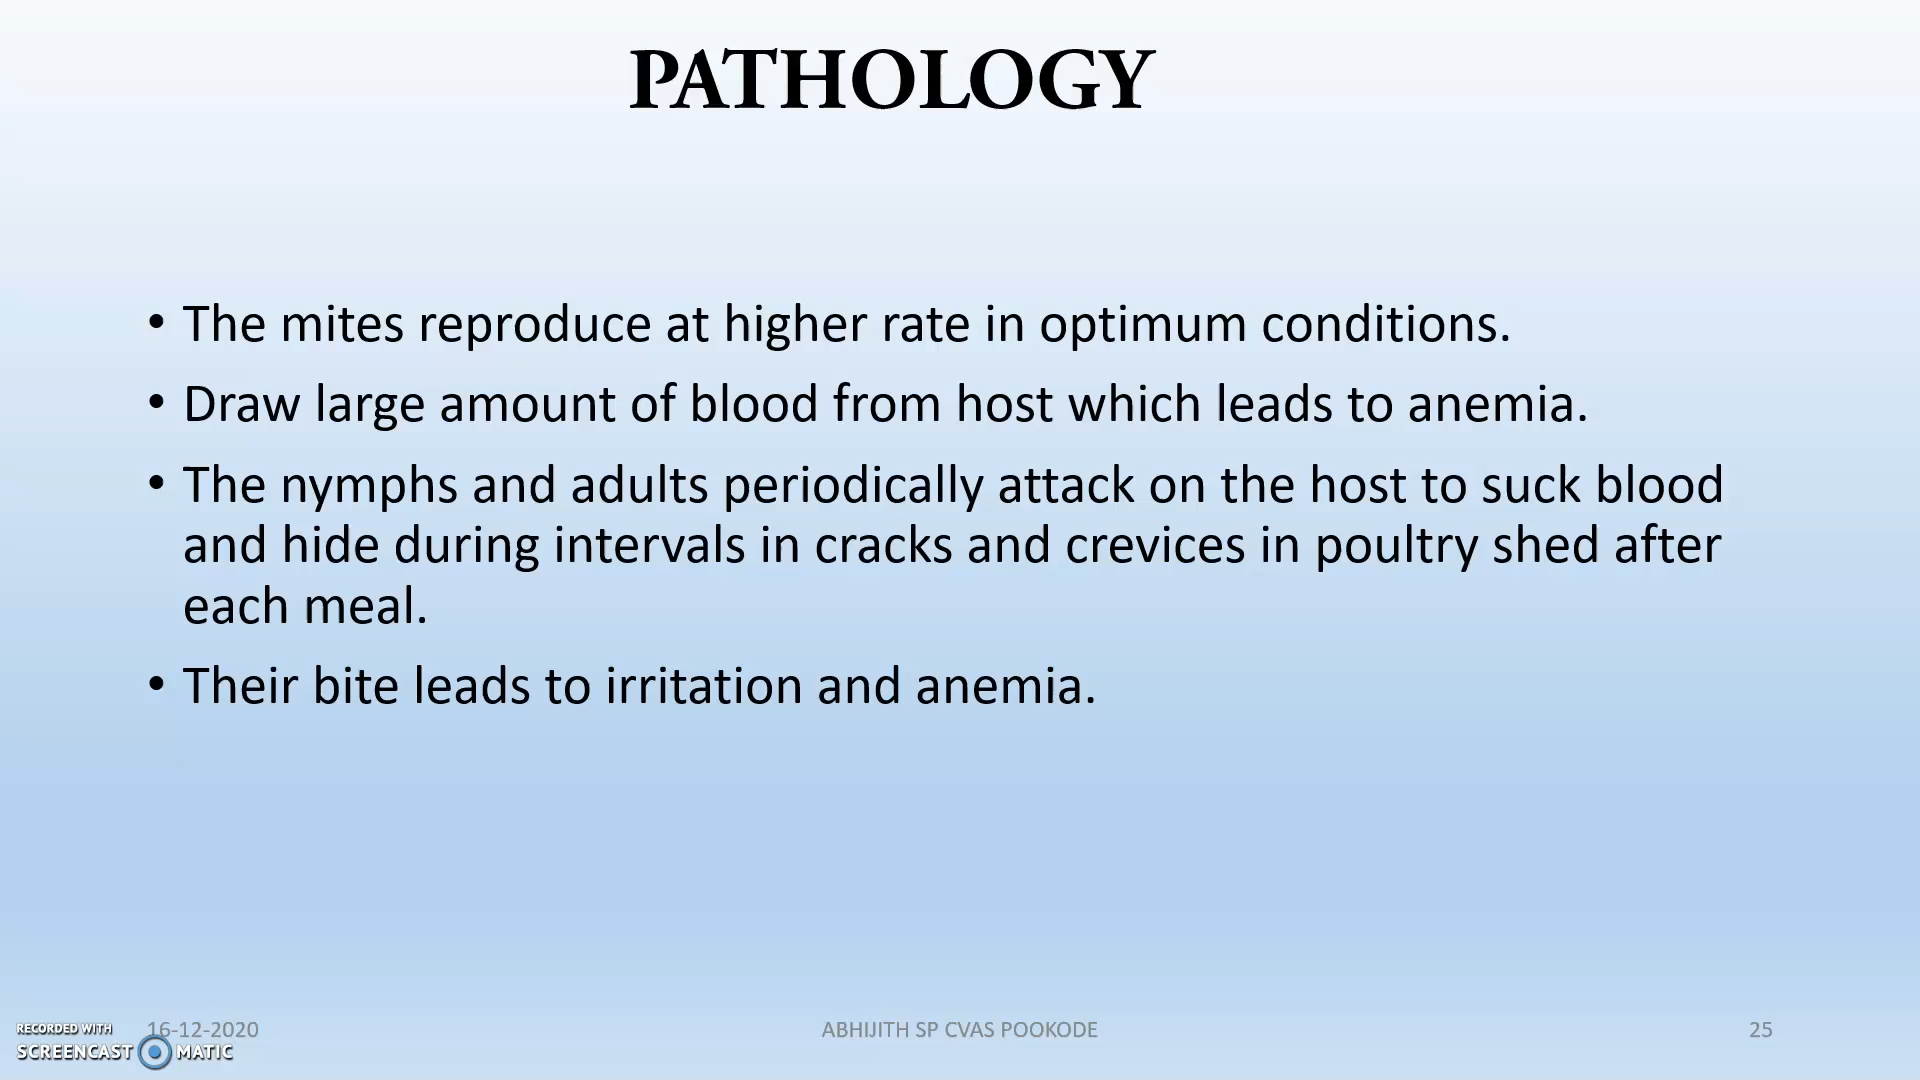 PATHOLOGY
• The mites reproduce at higher rate in optimum conditions.
• Draw large amount of blood from host which leads to anemia.
• The nymphs and adults periodically attack on the host to suck blood
and hide during intervals in cracks and crevices in poultry shed after
each meal.
• Their bite leads to irritation and anemia.
16-12-2020
ABHIJITH SP CVAS POOKODE
25
RECORDED WITH
SCREENCAST MATIC